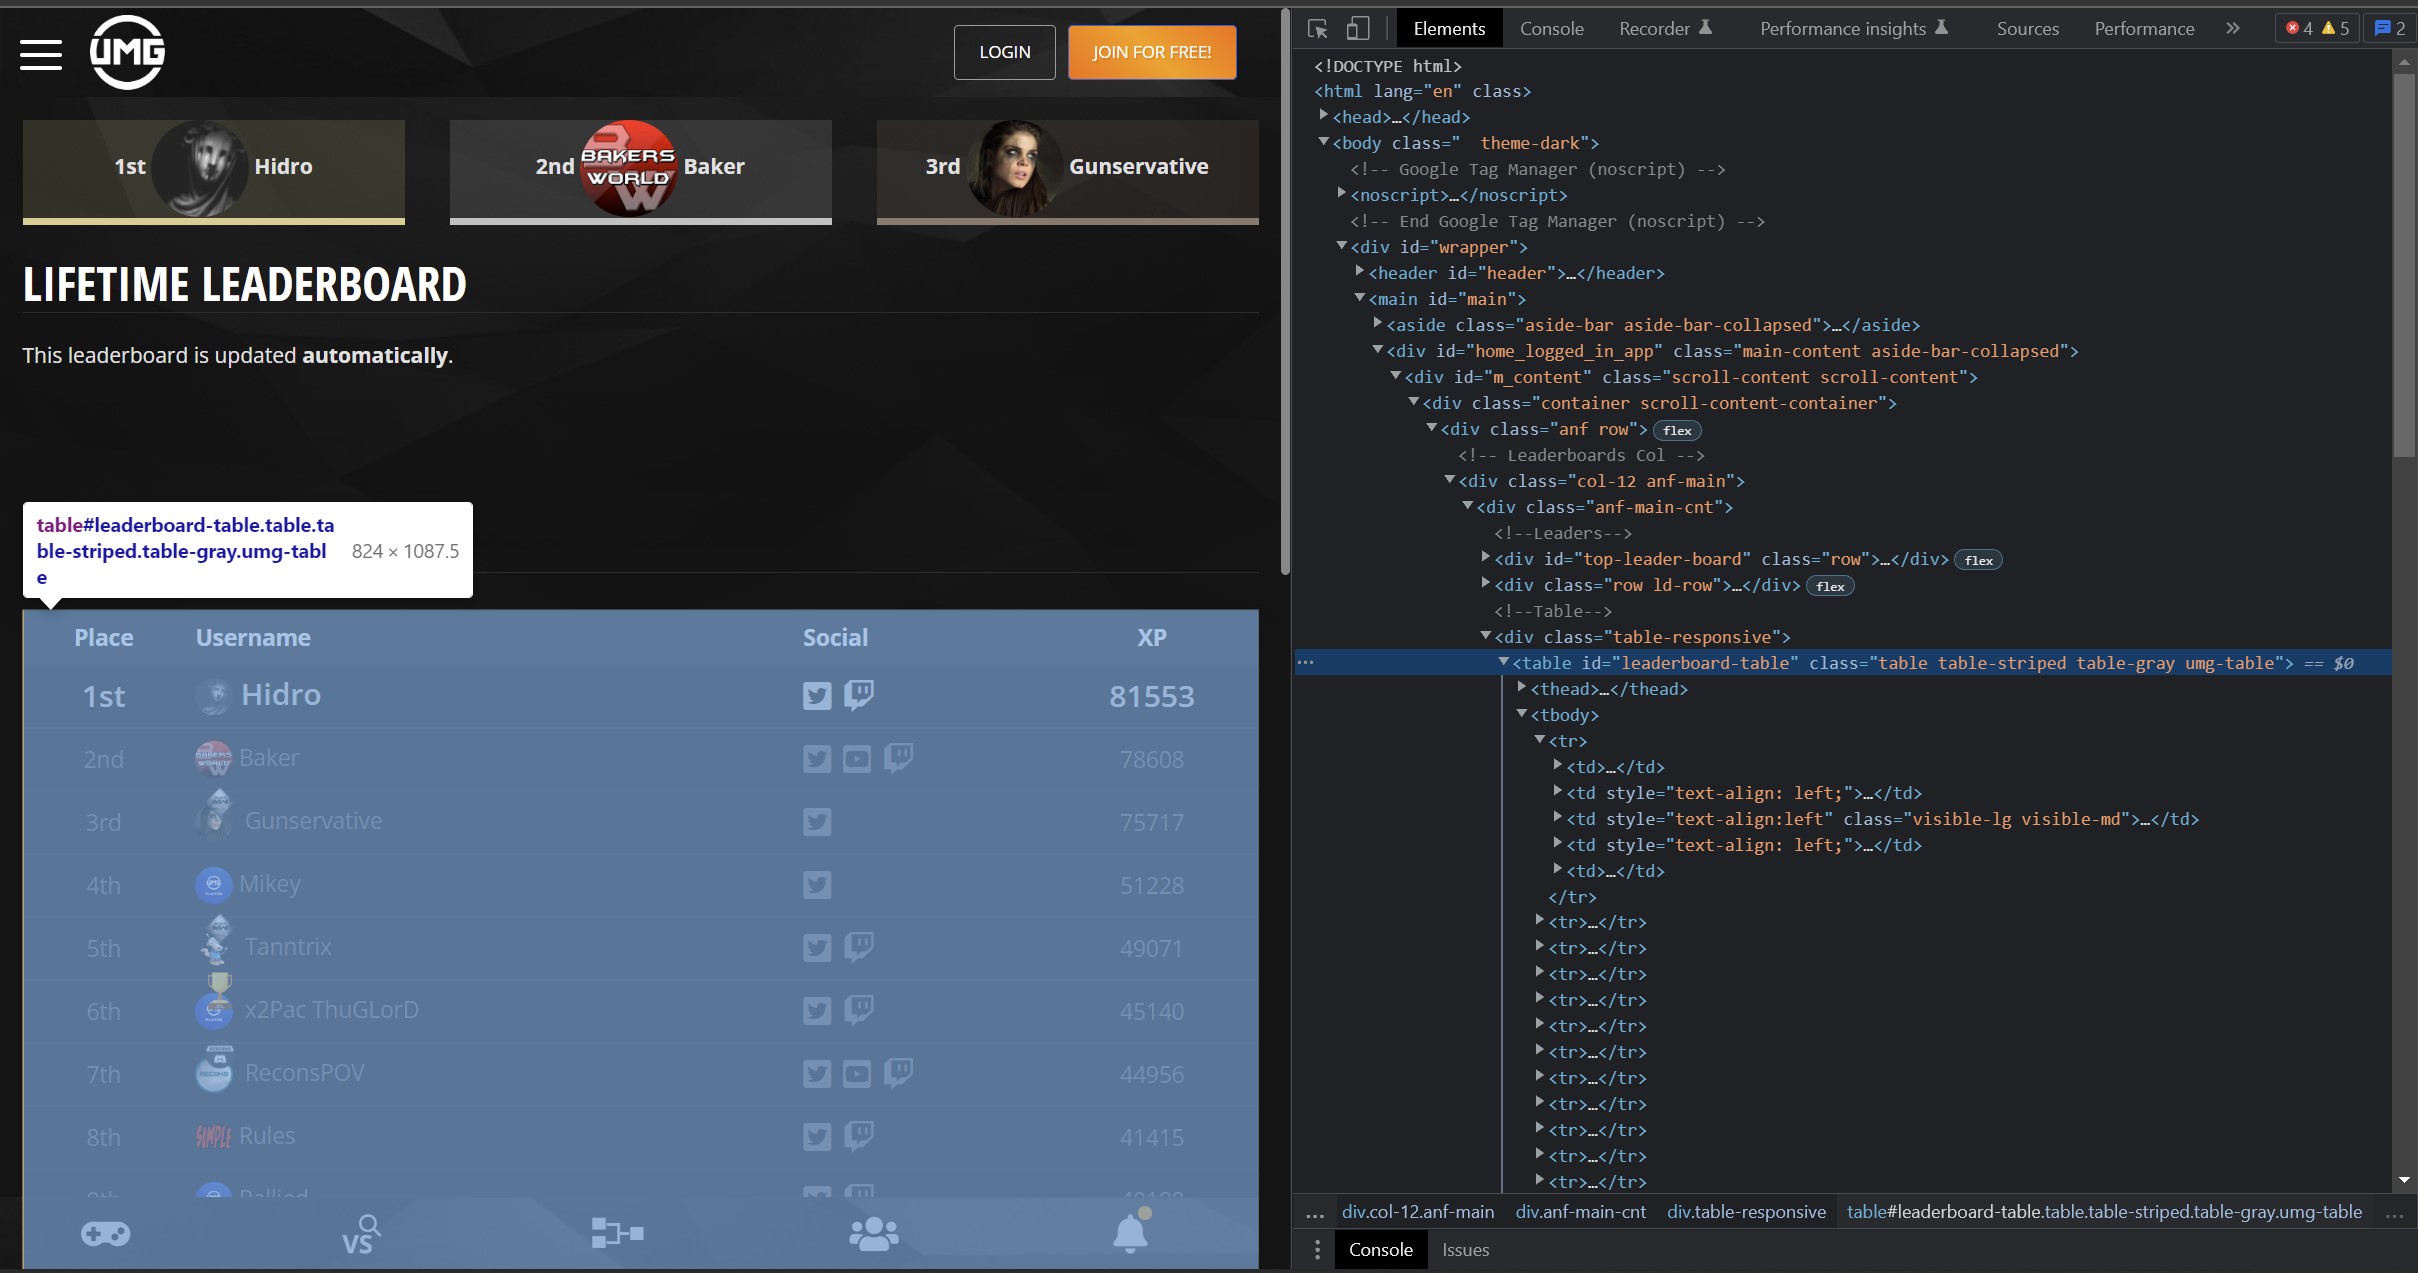 UMG
LOGIN
JOIN FOR FREE!
1st Hidro
2nd BAKERS WORLD Baker
3rd Gunservative
LIFETIME LEADERBOARD
This leaderboard is updated automatically.
table#leaderboard-table.table.ta
ble-striped.table-gray.umg-tabl 824 × 1087.5
e
Place Username Social XP
1st Hidro 81553
2nd Baker 78608
3rd Gunservative 75717
4th Mikey 51228
5th Tanntrix 49071
6th x2Pac ThuGLorD 45140
7th ReconsPOV 44956
8th SIMPLE Rules 41415
VS
Elements Console Recorder Performance insights Sources Performance » 4 5 2
<!DOCTYPE html>
<html lang="en" class>
<head>…</head>
<body class="  theme-dark">
<!-- Google Tag Manager (noscript) -->
<noscript>…</noscript>
<!-- End Google Tag Manager (noscript) -->
<div id="wrapper">
<header id="header">…</header>
<main id="main">
<aside class="aside-bar aside-bar-collapsed">…</aside>
<div id="home_logged_in_app" class="main-content aside-bar-collapsed">
<div id="m_content" class="scroll-content scroll-content">
<div class="container scroll-content-container">
<div class="anf row"> flex
<!-- Leaderboards Col -->
<div class="col-12 anf-main">
<div class="anf-main-cnt">
<!--Leaders-->
<div id="top-leader-board" class="row">…</div> flex
<div class="row ld-row">…</div> flex
<!--Table-->
<div class="table-responsive">
… <table id="leaderboard-table" class="table table-striped table-gray umg-table"> == $0
<thead>…</thead>
<tbody>
<tr>
<td>…</td>
<td style="text-align: left;">…</td>
<td style="text-align:left" class="visible-lg visible-md">…</td>
<td style="text-align: left;">…</td>
<td>…</td>
</tr>
<tr>…</tr>
<tr>…</tr>
<tr>…</tr>
<tr>…</tr>
<tr>…</tr>
<tr>…</tr>
<tr>…</tr>
<tr>…</tr>
<tr>…</tr>
<tr>…</tr>
<tr>…</tr>
… div.col-12.anf-main div.anf-main-cnt div.table-responsive table#leaderboard-table.table.table-striped.table-gray.umg-table …
Console Issues